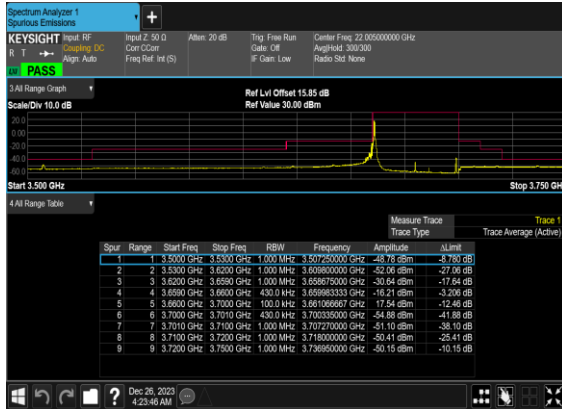 Spectrum Analyzer 1
Spurious Emissions
+
KEYSIGHT
R T
Input: RF
Coupling: DC
Align: Auto
Input Z: 50 Ω
Corr CCorr
Freq Ref: Int (S)
Atten: 20 dB
Trig: Free Run
Gate: Off
IF Gain: Low
Center Freq: 22.005000000 GHz
Avg|Hold: 300/300
Radio Std: None
PASS
3 All Range Graph
Scale/Div 10.0 dB
Ref Lvl Offset 15.85 dB
Ref Value 30.00 dBm
20.0
0.00
-20.0
-40.0
-60.0
Start 3.500 GHz
Stop 3.750 GH
4 All Range Table
Measure Trace Trace 1
Trace Type Trace Average (Active)
Spur Range Start Freq Stop Freq RBW Frequency Amplitude ΔLimit
1 1 3.5000 GHz 3.5300 GHz 1.000 MHz 3.507250000 GHz -48.78 dBm -8.780 dB
2 2 3.5300 GHz 3.6200 GHz 1.000 MHz 3.609800000 GHz -52.06 dBm -27.06 dB
3 3 3.6200 GHz 3.6590 GHz 1.000 MHz 3.658675000 GHz -30.64 dBm -17.64 dB
4 4 3.6590 GHz 3.6600 GHz 430.0 kHz 3.659983333 GHz -16.21 dBm -3.206 dB
5 5 3.6600 GHz 3.7000 GHz 100.0 kHz 3.661066667 GHz 17.54 dBm -12.46 dB
6 6 3.7000 GHz 3.7010 GHz 430.0 kHz 3.700335000 GHz -54.88 dBm -41.88 dB
7 7 3.7010 GHz 3.7100 GHz 1.000 MHz 3.707270000 GHz -51.10 dBm -38.10 dB
8 8 3.7100 GHz 3.7200 GHz 1.000 MHz 3.718000000 GHz -50.41 dBm -25.41 dB
9 9 3.7200 GHz 3.7500 GHz 1.000 MHz 3.736950000 GHz -50.15 dBm -10.15 dB
?
Dec 26, 2023
4:23:46 AM